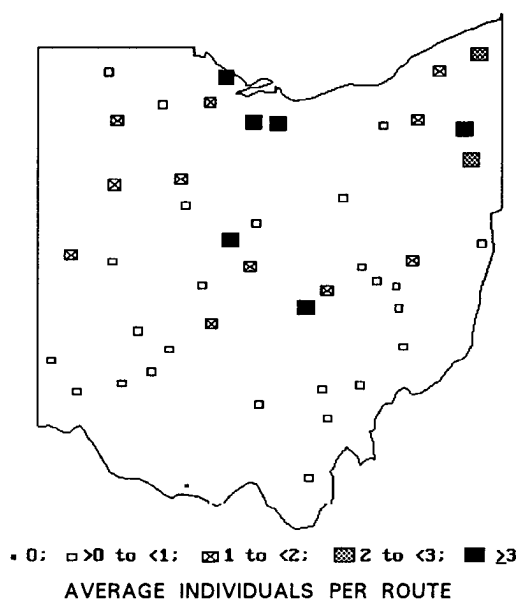 . 0; >0 to <1; 1 to <2; 2 to <3; ≥3
AVERAGE INDIVIDUALS PER ROUTE